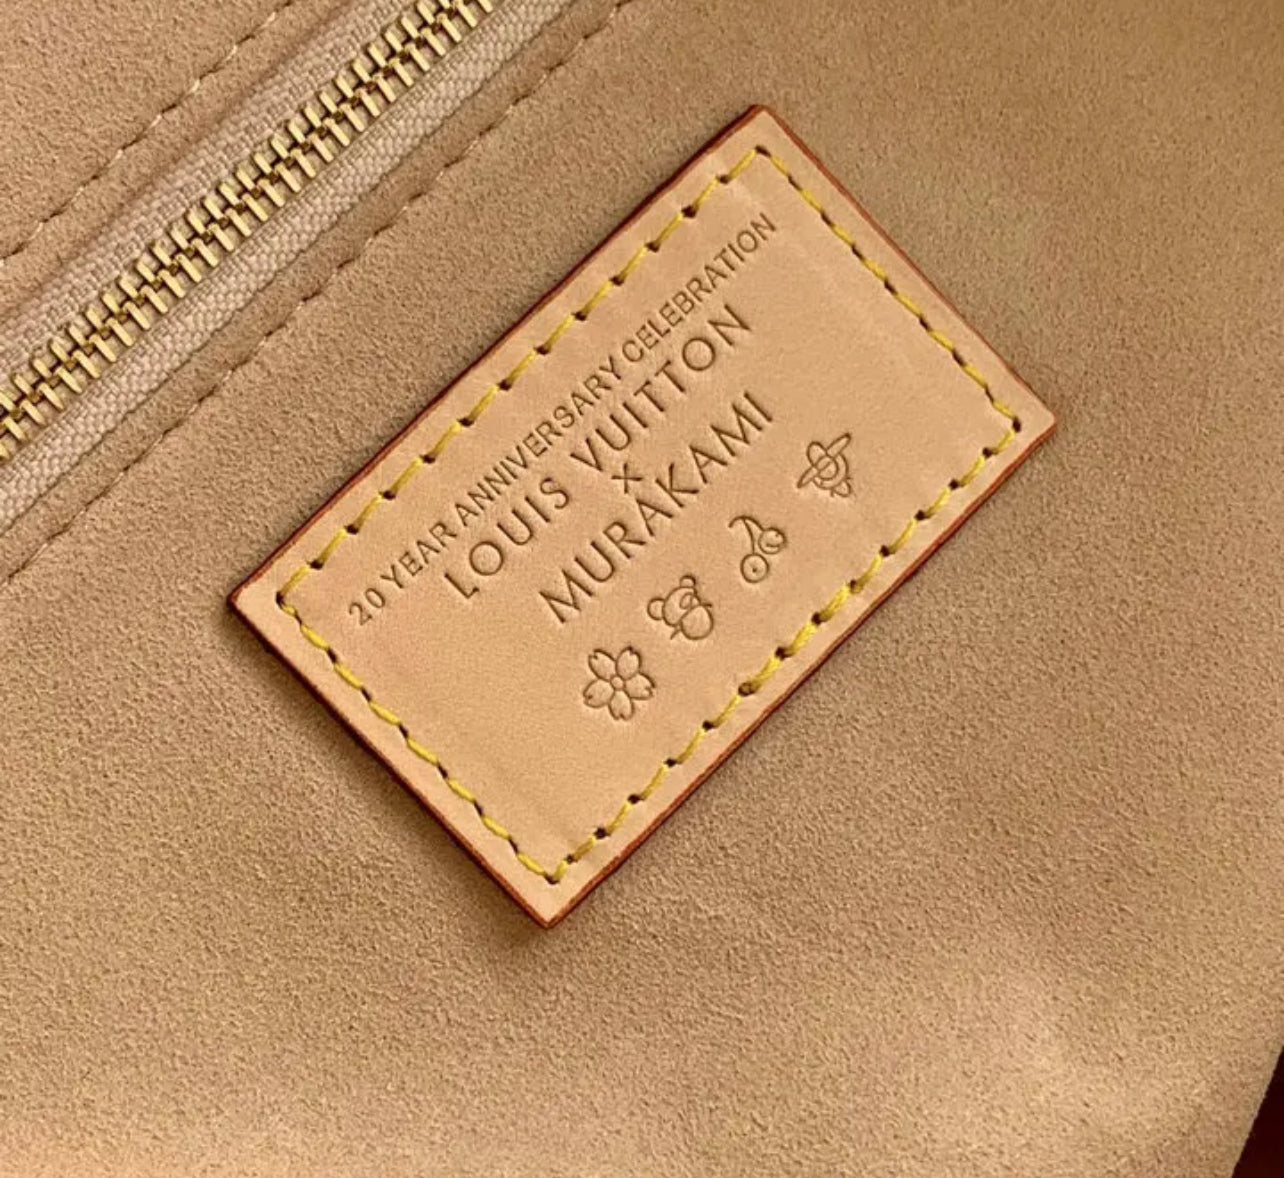 20 YEAR ANNIVERSARY CELEBRATION
LOUIS VUITTON
x
MURAKAMI